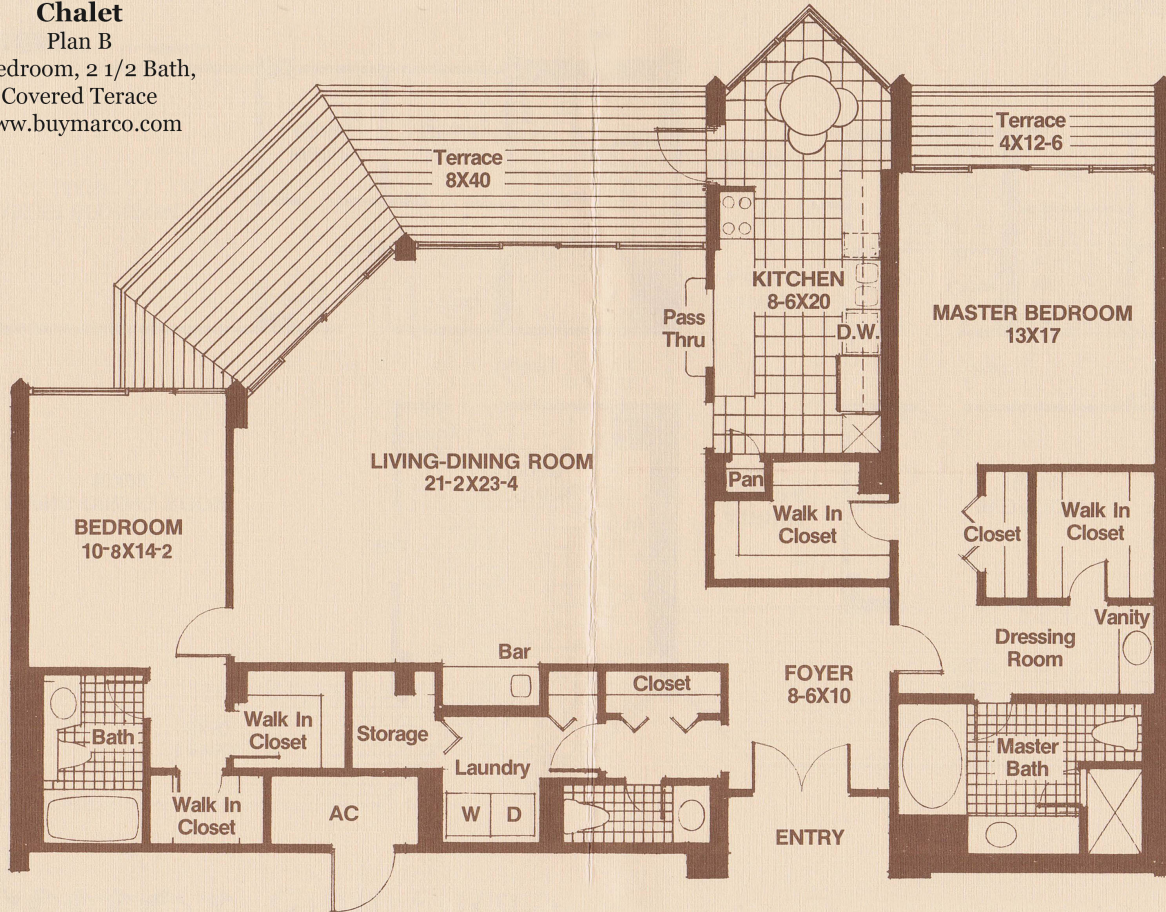 Chalet
Plan B
edroom, 2 1/2 Bath,
Covered Terace
ww.buymarco.com
Terrace
8X40
Terrace
4X12-6
KITCHEN
8-6X20
Pass
Thru
D.W.
MASTER BEDROOM
13X17
LIVING-DINING ROOM
21-2X23-4
Pan
Walk In
Closet
Closet
Walk In
Closet
BEDROOM
10-8X14-2
Vanity
Dressing
Room
Bar
FOYER
8-6X10
Closet
Walk In
Closet
Storage
Bath
Laundry
Master
Bath
Walk In
Closet
AC
W
D
ENTRY